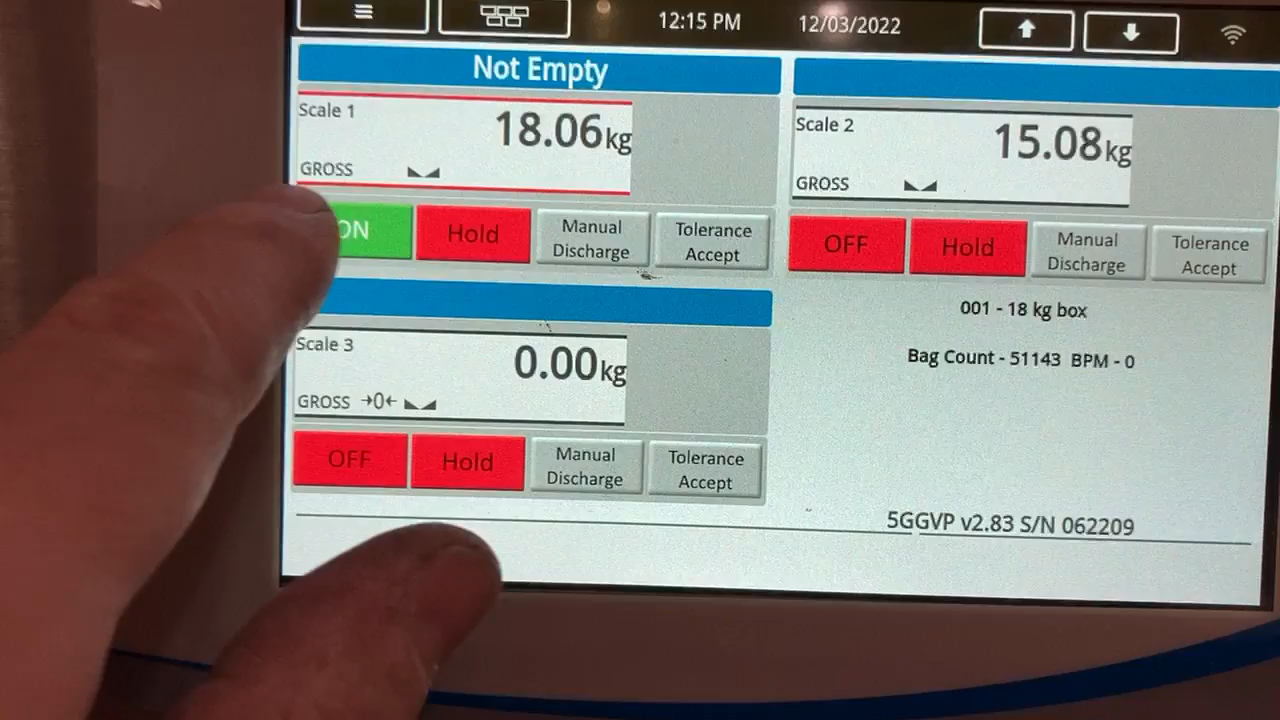 12:15 PM 12/03/2022
Not Empty
Scale 1
18.06kg
GROSS
ON Hold Manual Discharge Tolerance Accept
Scale 2
15.08kg
GROSS
OFF Hold Manual Discharge Tolerance Accept
Scale 3
0.00kg
GROSS →0←
OFF Hold Manual Discharge Tolerance Accept
001 - 18 kg box
Bag Count - 51143 BPM - 0
5GGVP v2.83 S/N 062209